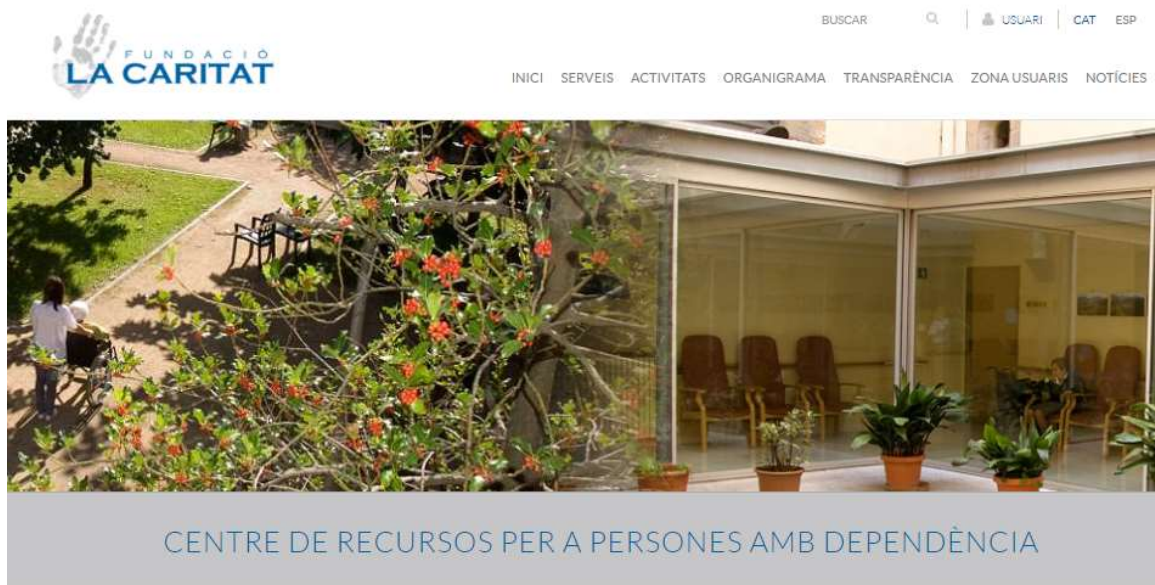 BUSCAR
USUARI
CAT ESP
FUNDACIÓ
LA CARITAT
INICI SERVEIS ACTIVITATS ORGANIGRAMA TRANSPARÈNCIA ZONA USUARIS NOTÍCIES
CENTRE DE RECURSOS PER A PERSONES AMB DEPENDÈNCIA